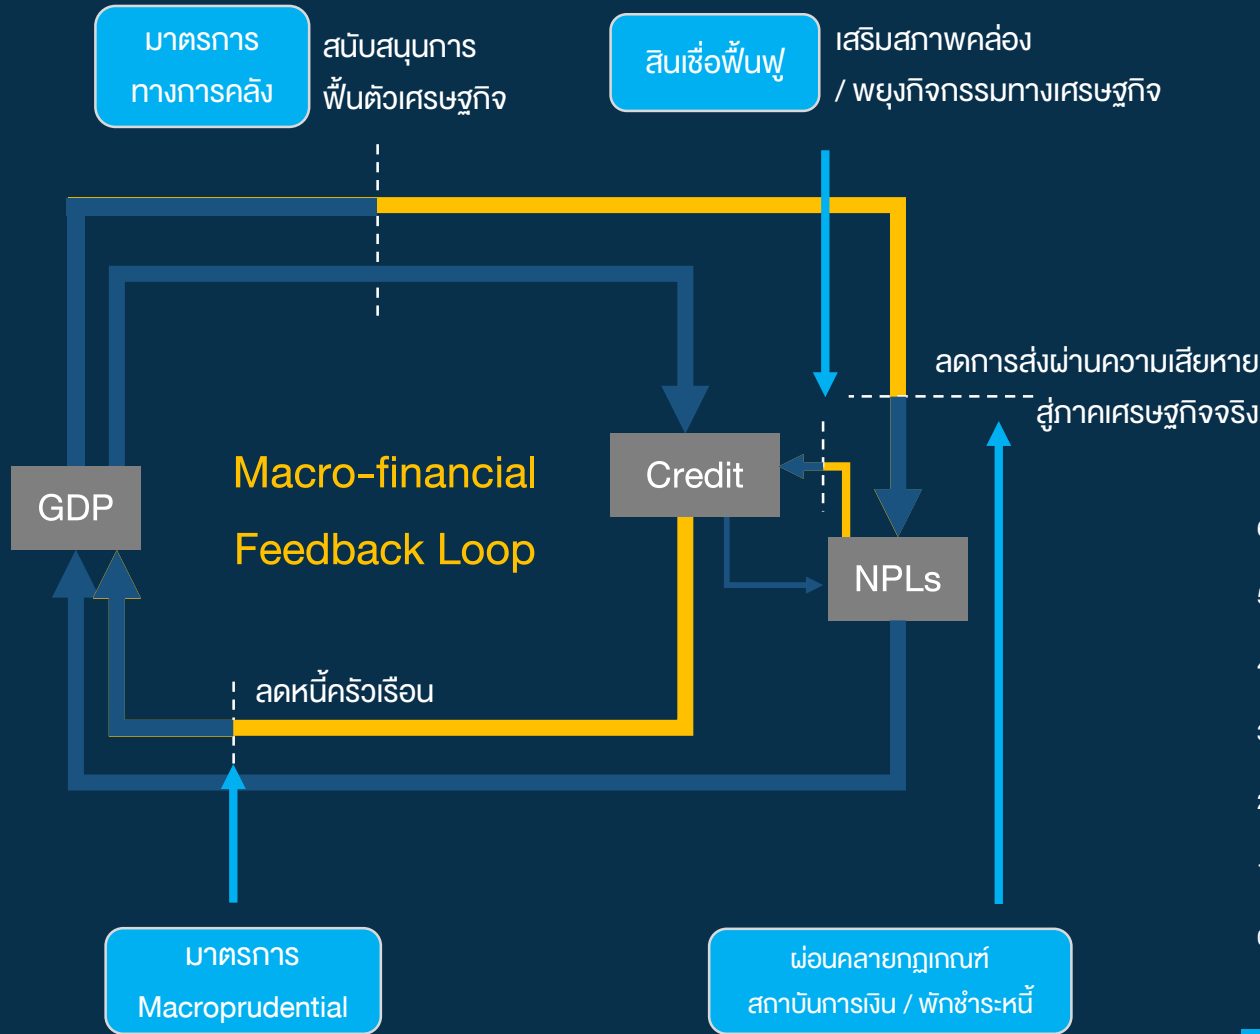 มาตรการ
ทางการคลัง
สนับสนุนการ
ฟื้นตัวเศรษฐกิจ
สินเชื่อฟื้นฟู
เสริมสภาพคล่อง
/ พยุงกิจกรรมทางเศรษฐกิจ
ลดการส่งผ่านความเสียหาย
สู่ภาคเศรษฐกิจจริง
Macro-financial
Feedback Loop
GDP
Credit
NPLs
ลดหนี้ครัวเรือน
มาตรการ
Macroprudential
ผ่อนคลายกฎเกณฑ์
สถาบันการเงิน / พักชำระหนี้